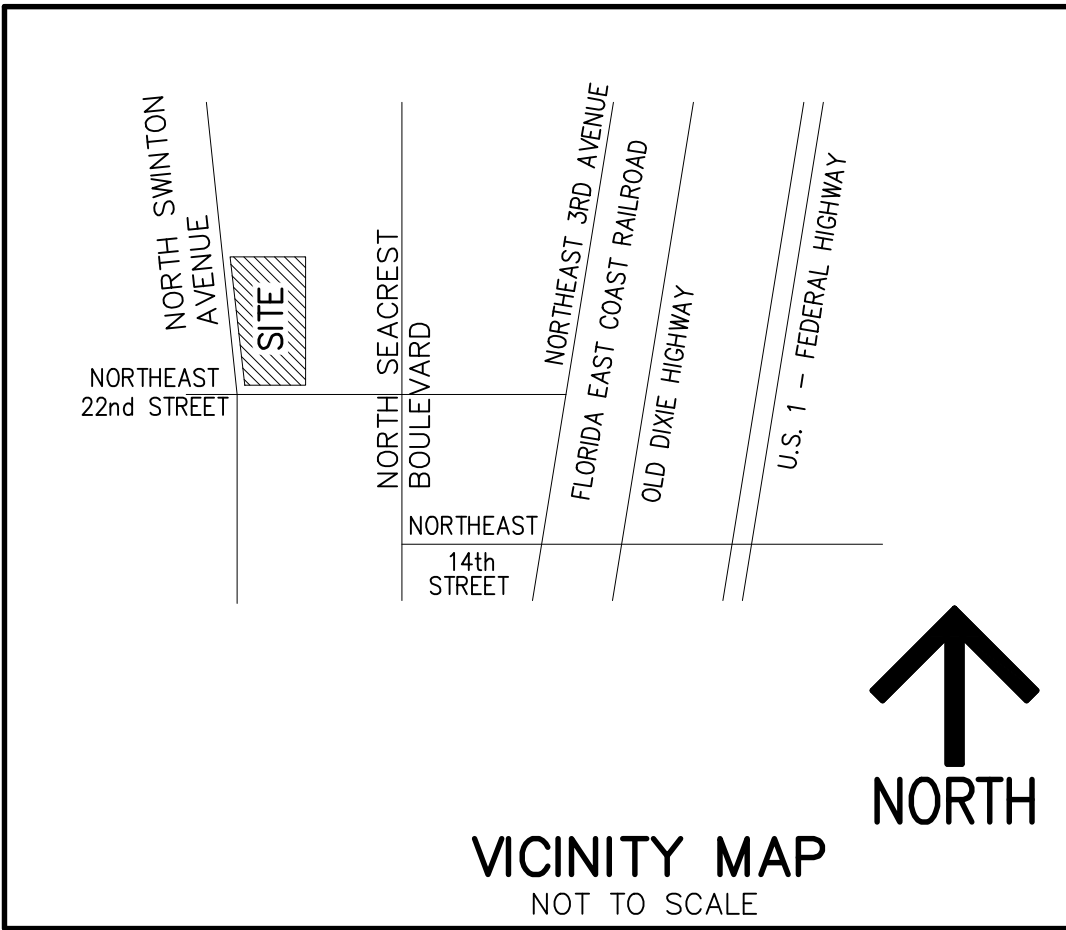 NORTH SWINTON
AVENUE
SITE
NORTHEAST
22nd STREET
NORTH SEACREST
BOULEVARD
NORTHEAST 3RD AVENUE
FLORIDA EAST COAST RAILROAD
OLD DIXIE HIGHWAY
U.S. 1 - FEDERAL HIGHWAY
NORTHEAST
14th
STREET
NORTH
VICINITY MAP
NOT TO SCALE